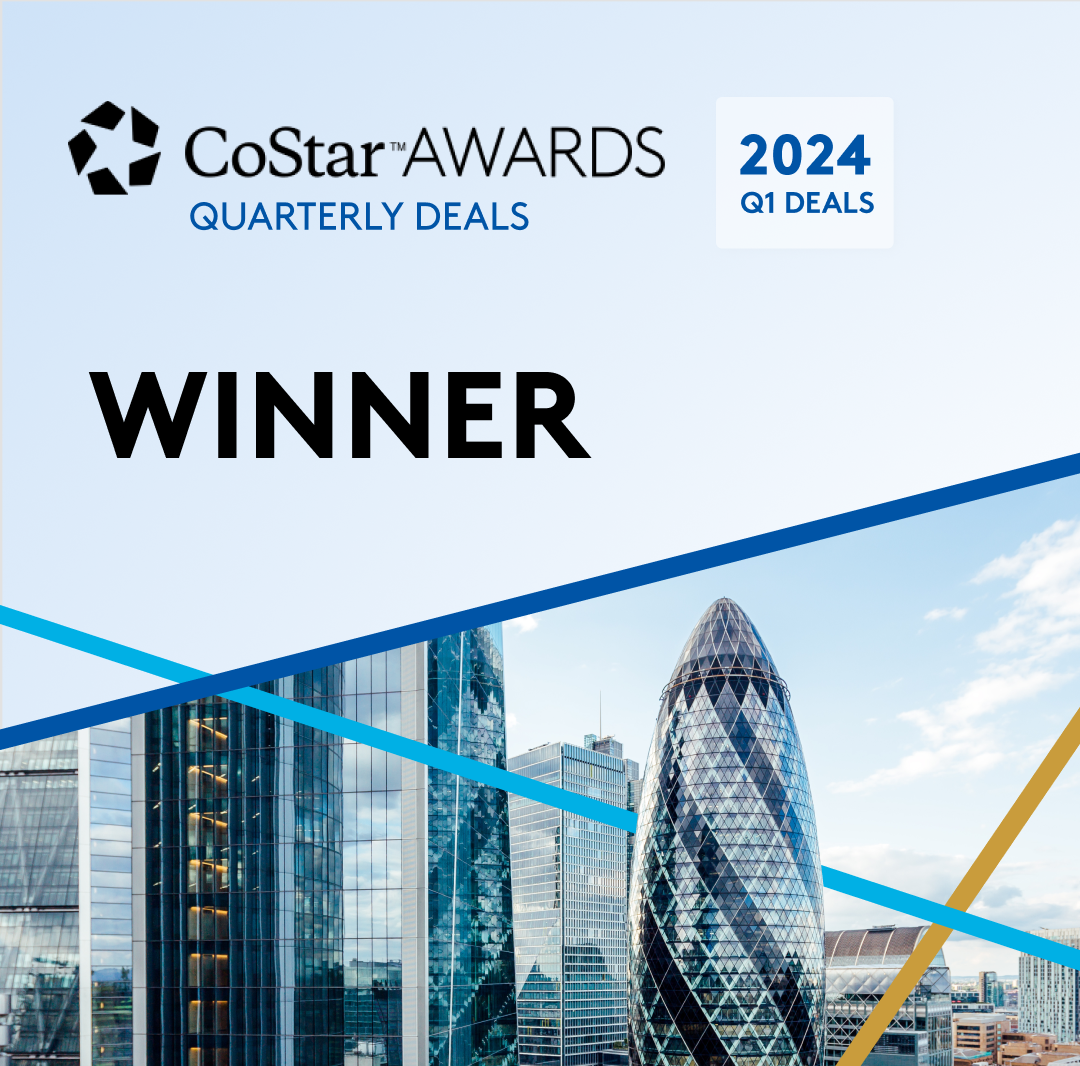 CoStar™ AWARDS
QUARTERLY DEALS
2024
Q1 DEALS
WINNER